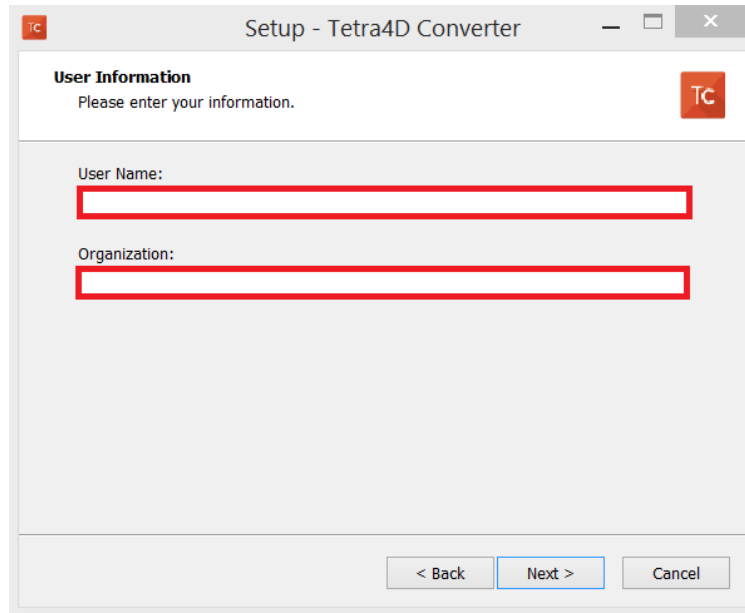 TC
Setup - Tetra4D Converter
User Information
Please enter your information.
TC
User Name:
Organization:
< Back
Next >
Cancel